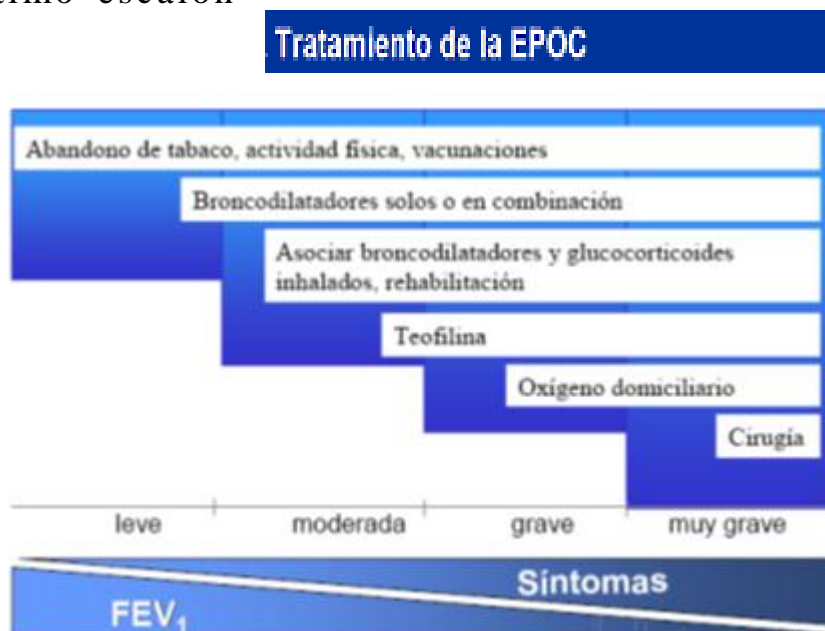 Tratamiento de la EPOC
Abandono de tabaco, actividad física, vacunaciones
Broncodilatadores solos o en combinación
Asociar broncodilatadores y glucocorticoides
inhalados, rehabilitación
Teofilina
Oxígeno domiciliario
Cirugía
leve moderada grave muy grave
Síntomas
FEV₁